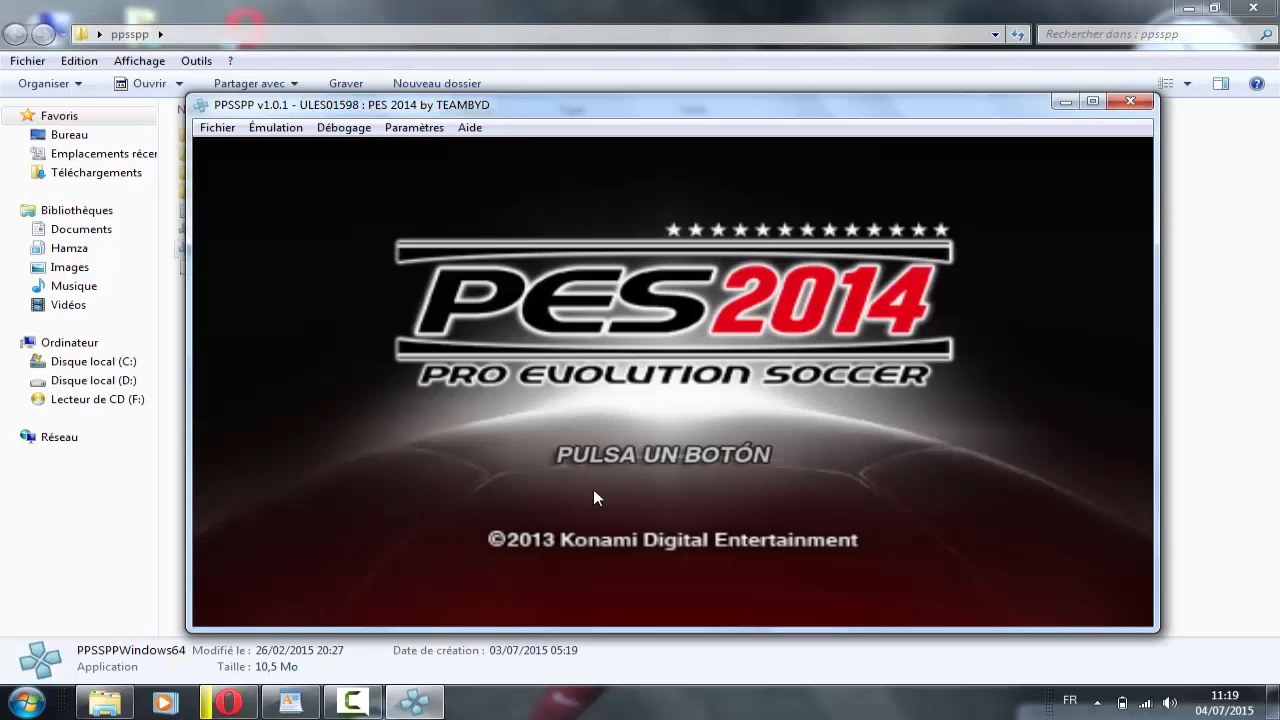 ppsspp
Rechercher dans : ppsspp
Fichier Edition Affichage Outils ?
Organiser Ouvrir Partager avec Graver Nouveau dossier
Favoris
Bureau
Emplacements récer
Téléchargements
Bibliothèques
Documents
Hamza
Images
Musique
Vidéos
Ordinateur
Disque local (C:)
Disque local (D:)
Lecteur de CD (F:)
Réseau
PPSSPP v1.0.1 - ULES01598 : PES 2014 by TEAMBYD
Fichier Émulation Débogage Paramètres Aide
PES2014
PRO EVOLUTION SOCCER
PULSA UN BOTÓN
©2013 Konami Digital Entertainment
PPSSPPWindows64 Modifié le : 26/02/2015 20:27 Date de création : 03/07/2015 05:19
Application Taille : 10,5 Mo
FR
11:19
04/07/2015